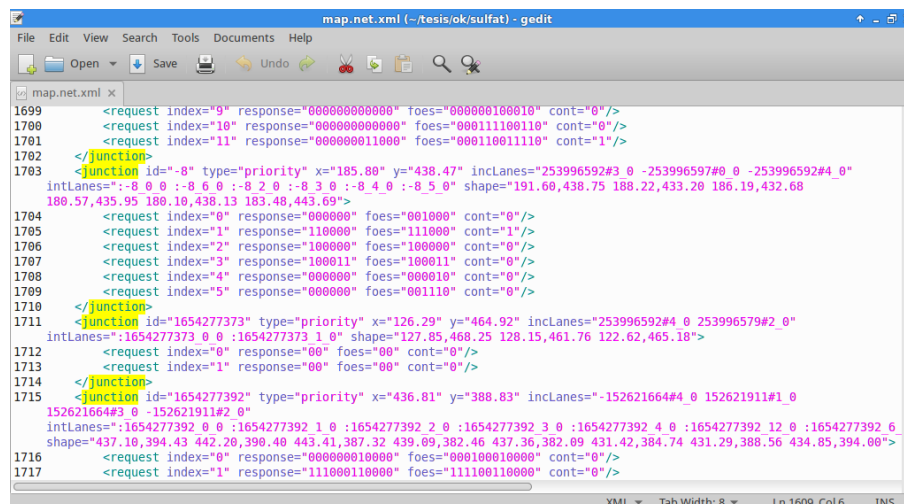 map.net.xml (~/tesis/ok/sulfat) - gedit
File Edit View Search Tools Documents Help
Open Save Undo
map.net.xml ×
1699 <request index="9" response="000000000000" foes="000000100010" cont="0"/>
1700 <request index="10" response="000000000000" foes="000111100110" cont="0"/>
1701 <request index="11" response="000000011000" foes="000110011110" cont="1"/>
1702 </junction>
1703 <junction id="-8" type="priority" x="185.80" y="438.47" incLanes="253996592#3_0 -253996597#0_0 -253996592#4_0"
intLanes=":-8_0_0 :-8_6_0 :-8_2_0 :-8_3_0 :-8_4_0 :-8_5_0" shape="191.60,438.75 188.22,433.20 186.19,432.68
180.57,435.95 180.10,438.13 183.48,443.69">
1704 <request index="0" response="000000" foes="001000" cont="0"/>
1705 <request index="1" response="110000" foes="111000" cont="1"/>
1706 <request index="2" response="100000" foes="100000" cont="0"/>
1707 <request index="3" response="100011" foes="100011" cont="0"/>
1708 <request index="4" response="000000" foes="000010" cont="0"/>
1709 <request index="5" response="000000" foes="001110" cont="0"/>
1710 </junction>
1711 <junction id="1654277373" type="priority" x="126.29" y="464.92" incLanes="253996592#4_0 253996579#2_0"
intLanes=":1654277373_0_0 :1654277373_1_0" shape="127.85,468.25 128.15,461.76 122.62,465.18">
1712 <request index="0" response="00" foes="00" cont="0"/>
1713 <request index="1" response="00" foes="00" cont="0"/>
1714 </junction>
1715 <junction id="1654277392" type="priority" x="436.81" y="388.83" incLanes="-152621664#4_0 152621911#1_0
152621664#3_0 -152621911#2_0"
intLanes=":1654277392_0_0 :1654277392_1_0 :1654277392_2_0 :1654277392_3_0 :1654277392_4_0 :1654277392_12_0 :1654277392_6_
shape="437.10,394.43 442.20,390.40 443.41,387.32 439.09,382.46 437.36,382.09 431.42,384.74 431.29,388.56 434.85,394.00">
1716 <request index="0" response="000000010000" foes="000100010000" cont="0"/>
1717 <request index="1" response="111000110000" foes="111100110000" cont="0"/>
XML Tab Width: 8 Ln 1609, Col 6 INS